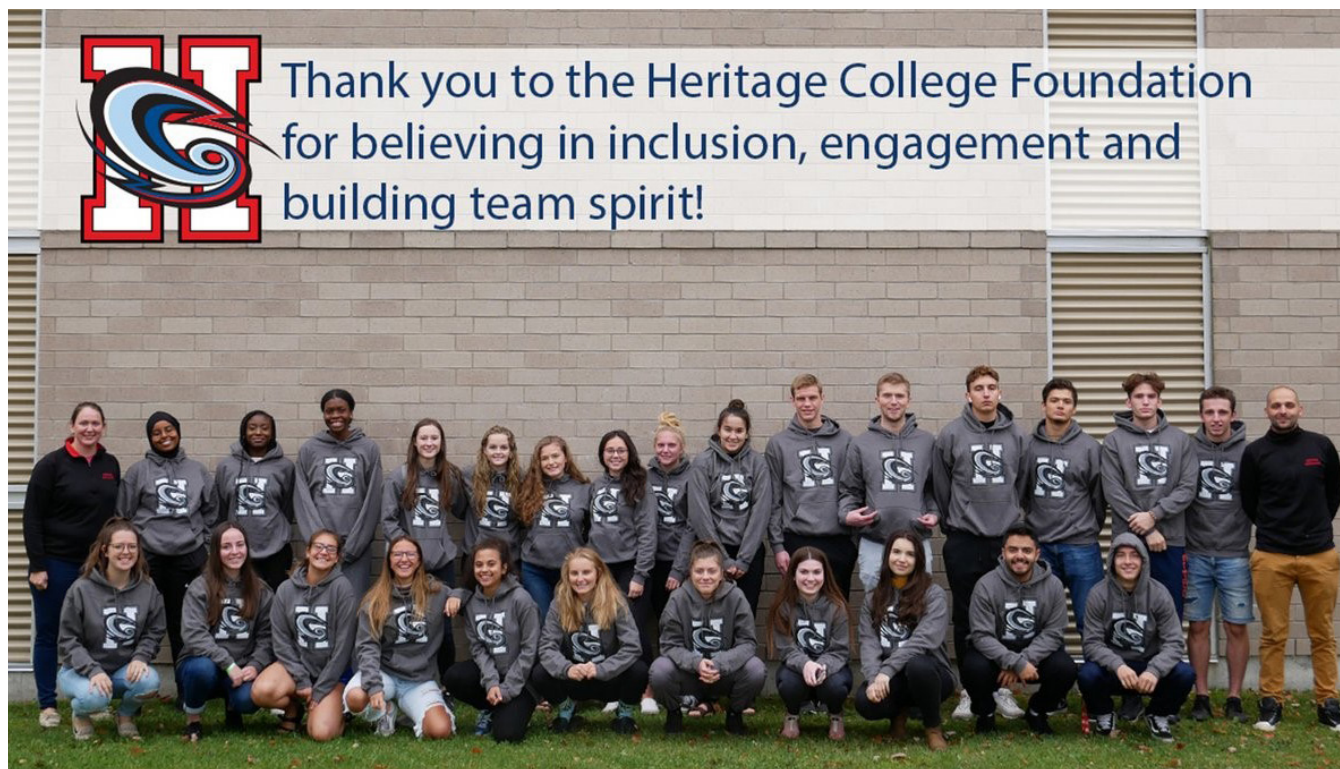 Thank you to the Heritage College Foundation
for believing in inclusion, engagement and
building team spirit!